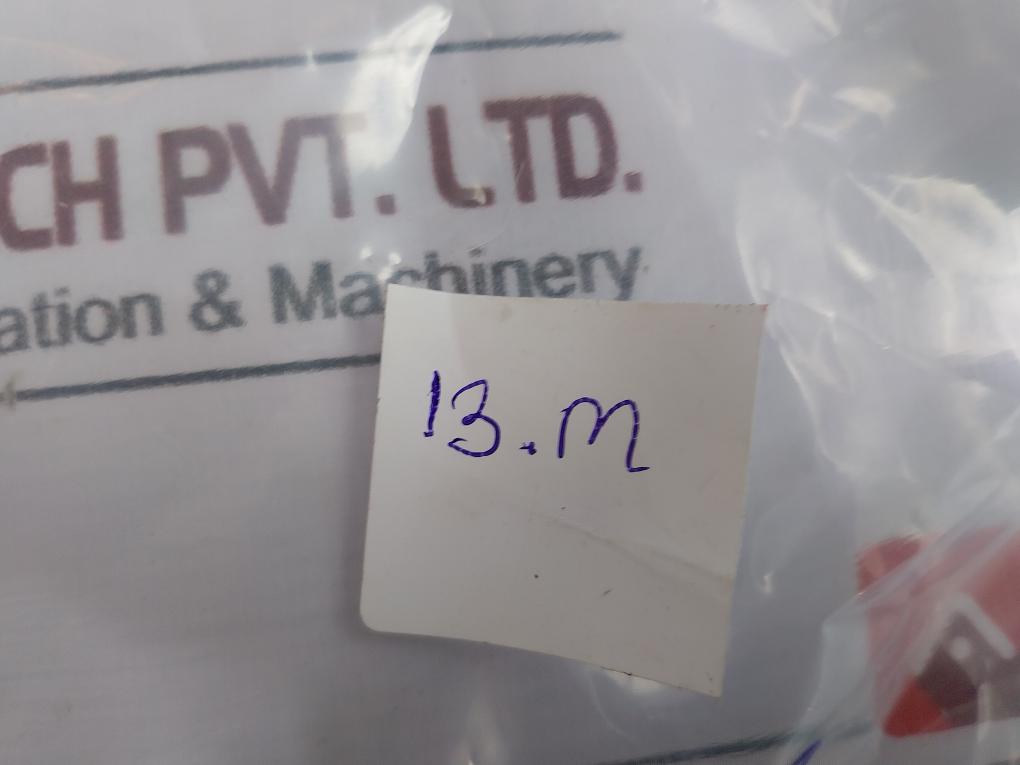 CH PVT. LTD.
ation & Machinery
13.m